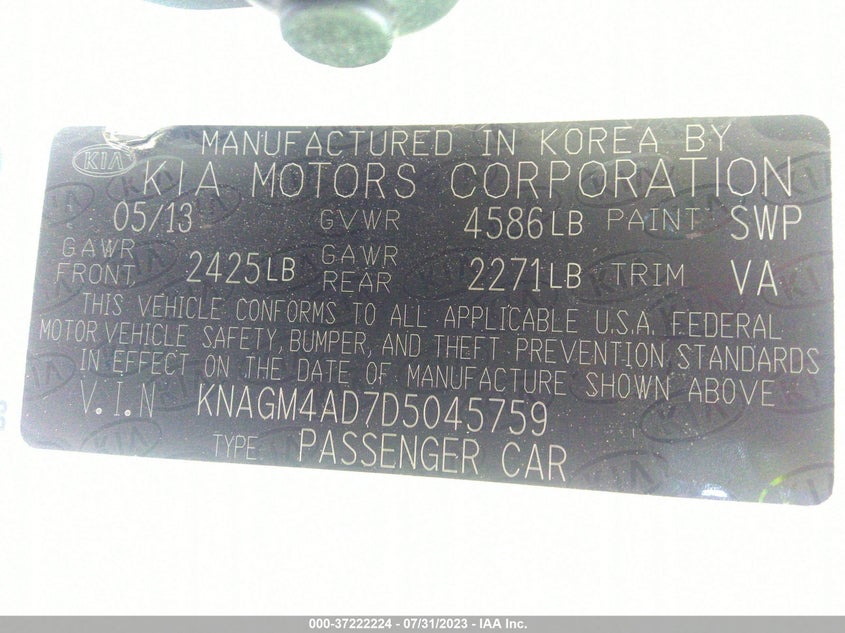 MANUFACTURED IN KOREA BY
KIA
KIA MOTORS CORPORATION
05/13 GVWR 4586LB PAINT SWP
GAWR FRONT 2425LB GAWR REAR 2271LB TRIM VA
THIS VEHICLE CONFORMS TO ALL APPLICABLE U.S.A. FEDERAL
MOTOR VEHICLE SAFETY, BUMPER, AND THEFT PREVENTION STANDARDS
IN EFFECT ON THE DATE OF MANUFACTURE SHOWN ABOVE
V.I.N KNAGM4AD7D5045759
TYPE PASSENGER CAR
000-37222224 - 07/31/2023 - IAA Inc.